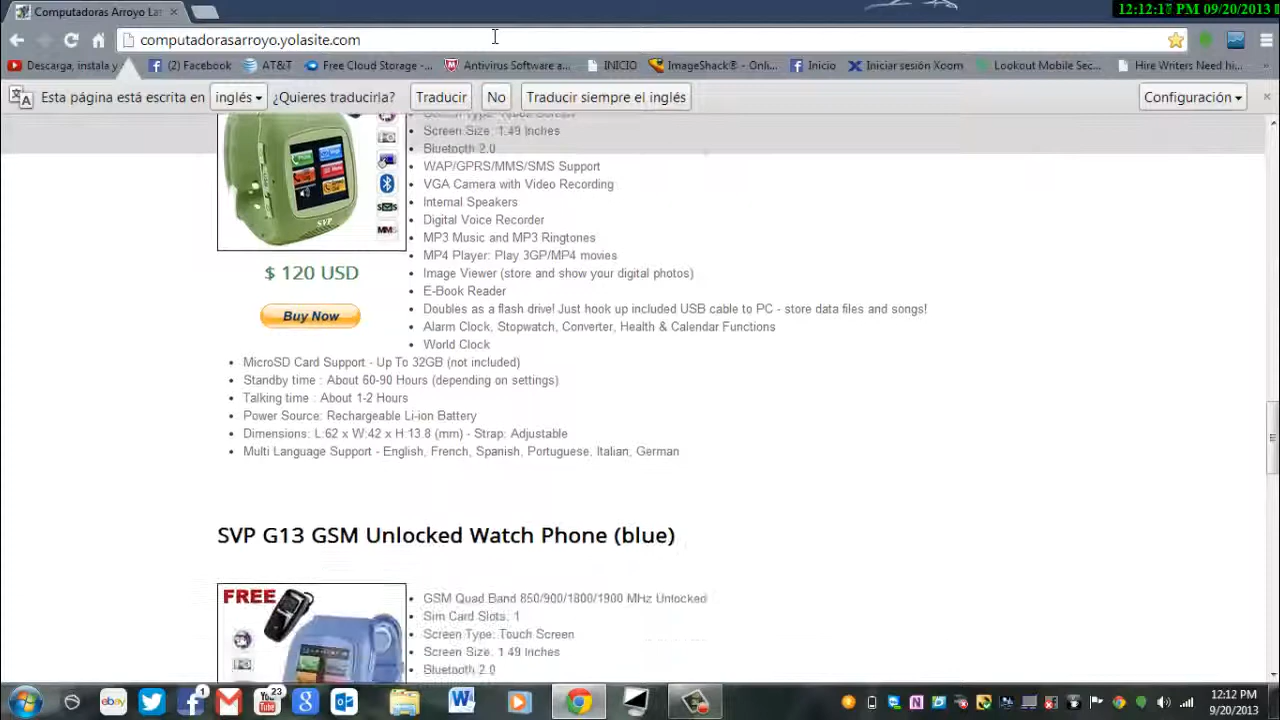 12:12:17 PM 09/20/2013
Computadoras Arroyo La
computadorasarroyo.yolasite.com
Descarga, instala y
(2) Facebook
AT&T
Free Cloud Storage -...
Antivirus Software a...
INICIO
ImageShack® - Onli...
Inicio
Iniciar sesión Xoom
Lookout Mobile Sec...
Hire Writers Need hi...
»
Esta página está escrita en inglés ¿Quieres traducirla? Traducir No Traducir siempre el inglés Configuración
Screen Size: 1.49 Inches
Bluetooth 2.0
WAP/GPRS/MMS/SMS Support
VGA Camera with Video Recording
Internal Speakers
Digital Voice Recorder
MP3 Music and MP3 Ringtones
MP4 Player: Play 3GP/MP4 movies
Image Viewer (store and show your digital photos)
E-Book Reader
Doubles as a flash drive! Just hook up included USB cable to PC - store data files and songs!
Alarm Clock, Stopwatch, Converter, Health & Calendar Functions
World Clock
SVP
SMS
MMS
$ 120 USD
Buy Now
MicroSD Card Support - Up To 32GB (not included)
Standby time : About 60-90 Hours (depending on settings)
Talking time : About 1-2 Hours
Power Source: Rechargeable Li-ion Battery
Dimensions: L:62 x W:42 x H:13.8 (mm) - Strap: Adjustable
Multi Language Support - English, French, Spanish, Portuguese, Italian, German
SVP G13 GSM Unlocked Watch Phone (blue)
FREE
GSM Quad Band 850/900/1800/1900 MHz Unlocked
Sim Card Slots: 1
Screen Type: Touch Screen
Screen Size: 1.49 Inches
Bluetooth 2.0
ebay
1
You Tube
23
12:12 PM
9/20/2013